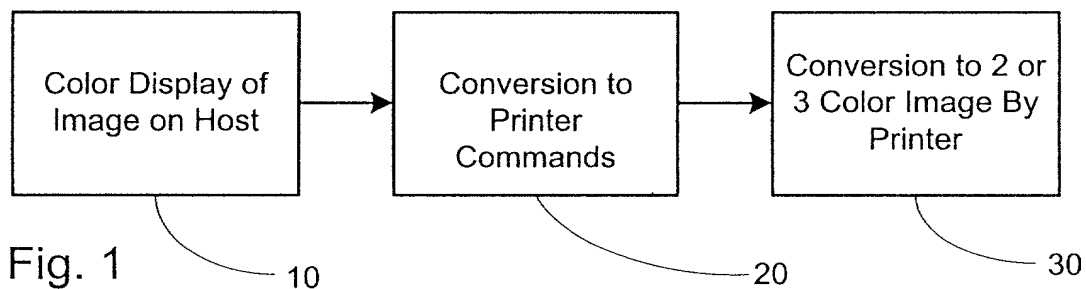 Color Display of
Image on Host
Conversion to
Printer
Commands
Conversion to 2 or
3 Color Image By
Printer
Fig. 1
10
20
30